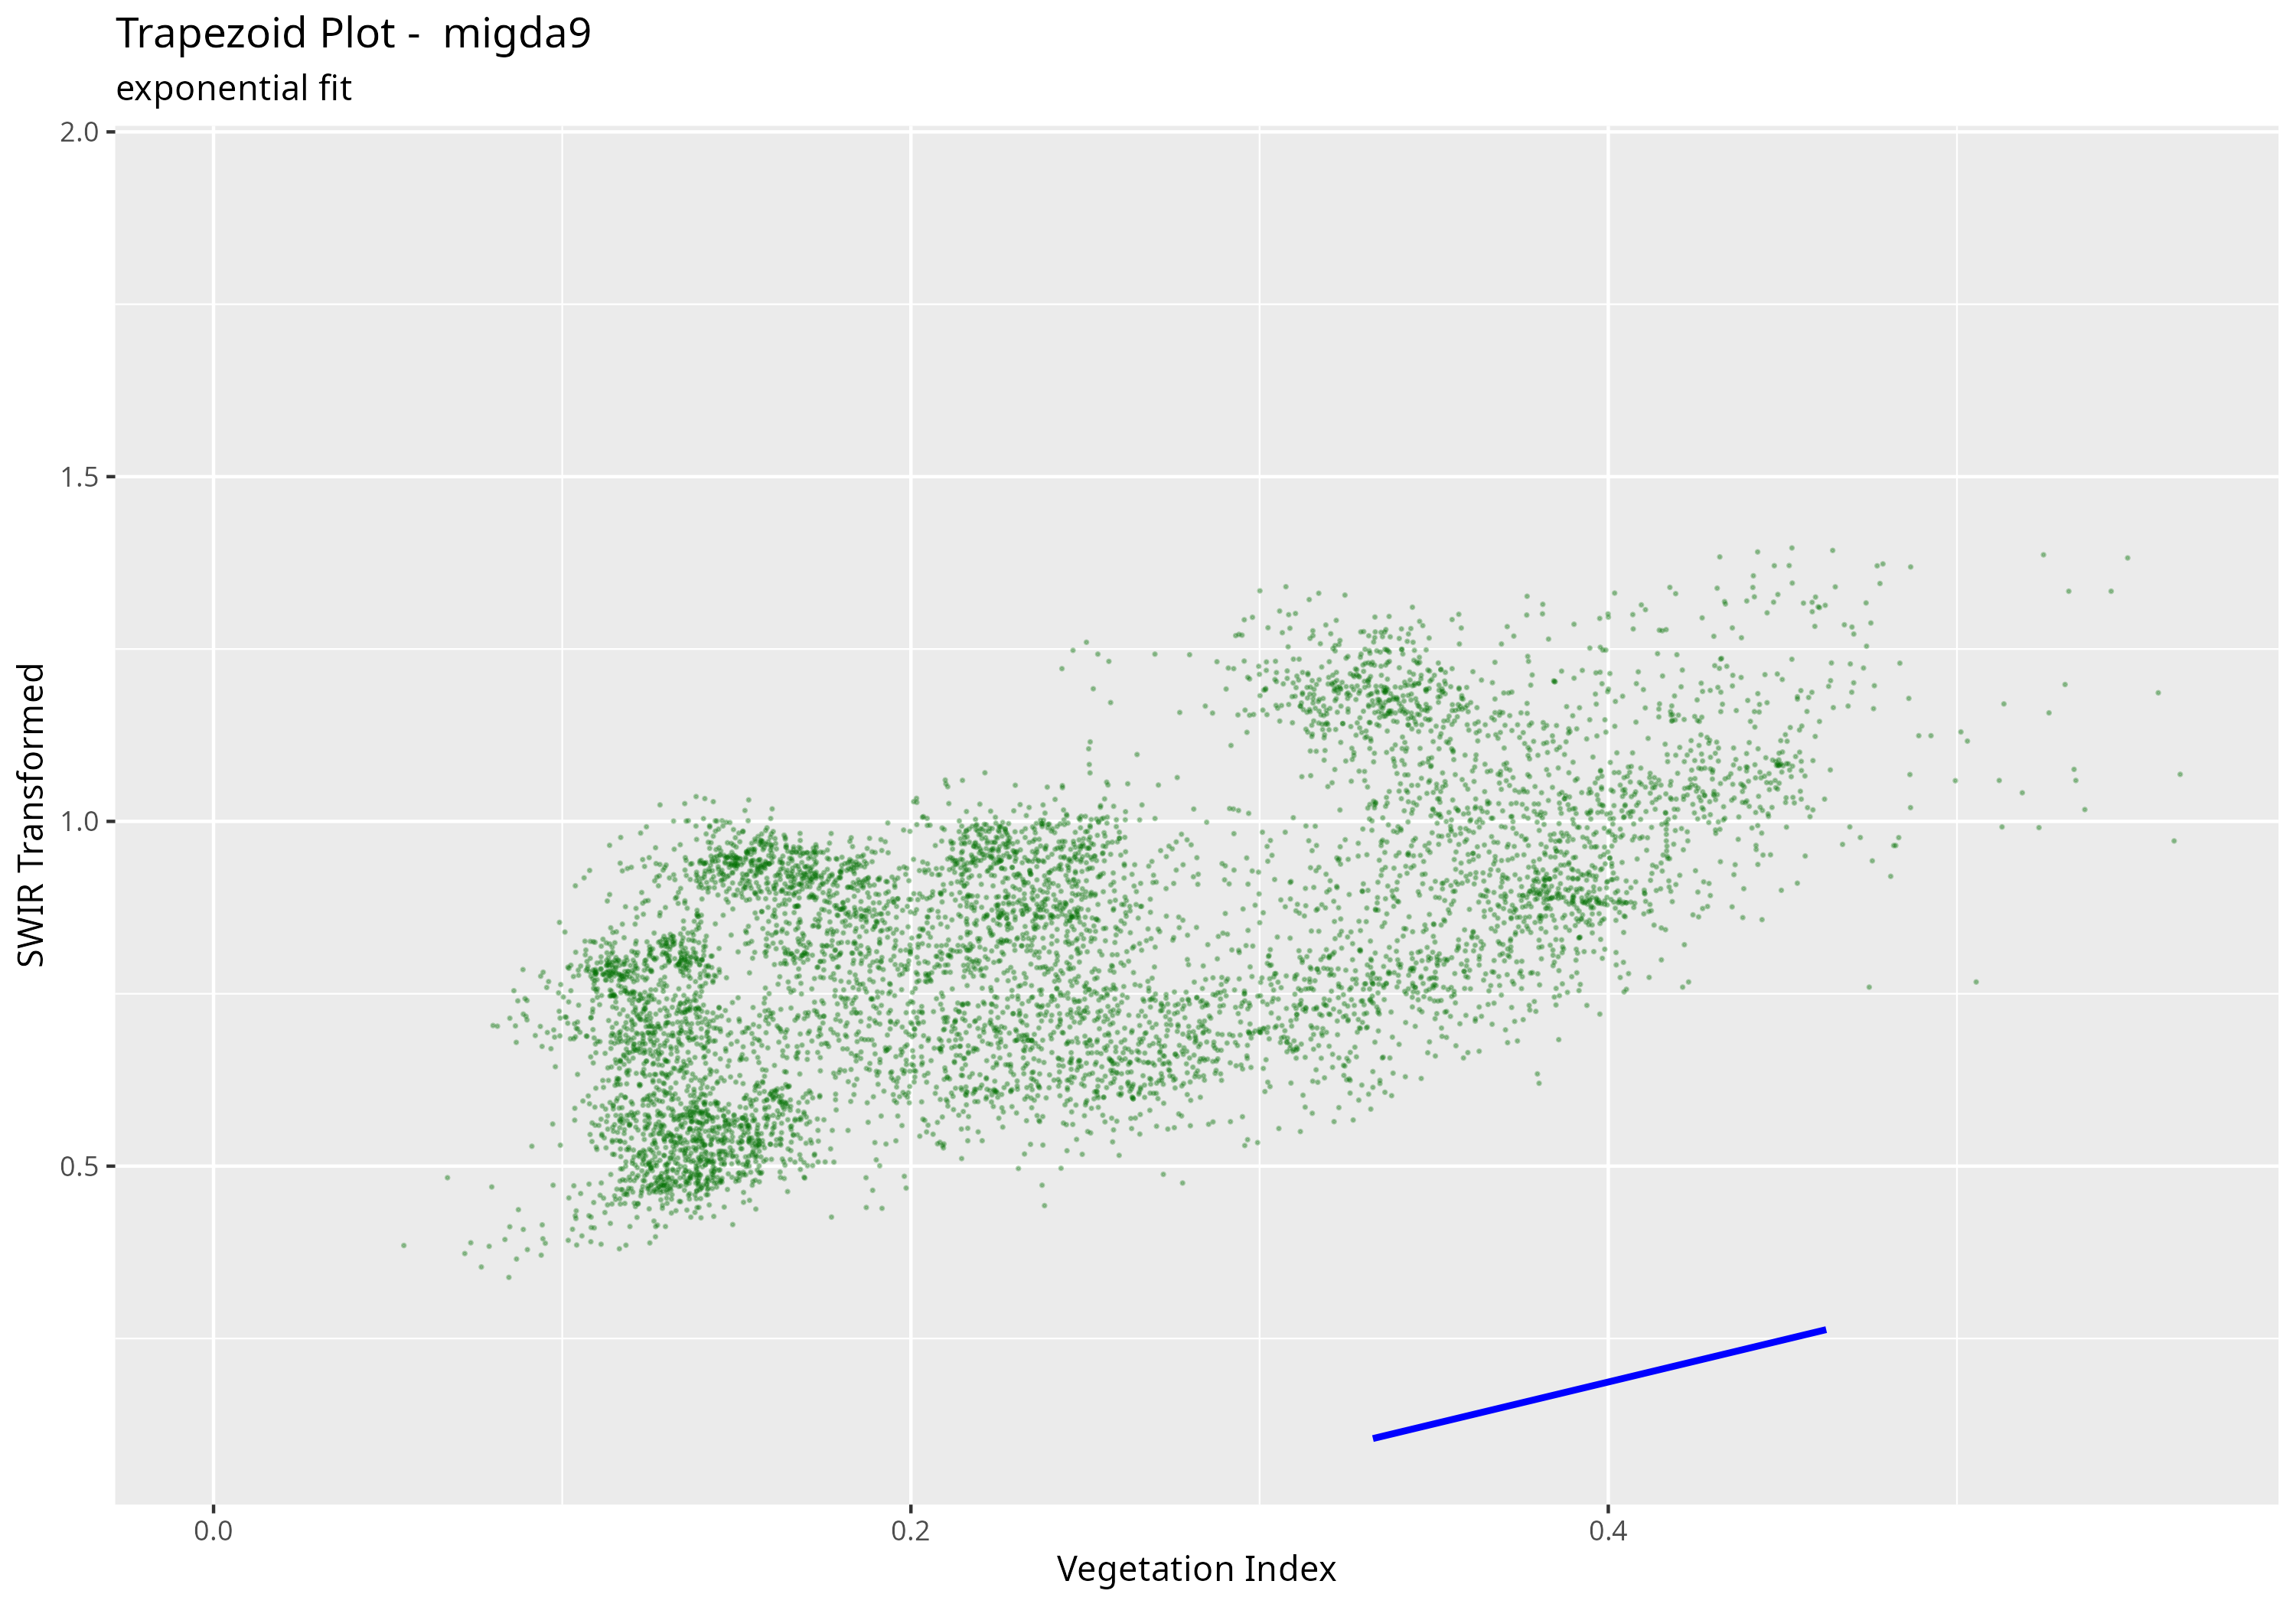 Trapezoid Plot -  migda9
exponential fit
2.0
1.5
1.0
0.5
SWIR Transformed
0.0
0.2
0.4
Vegetation Index